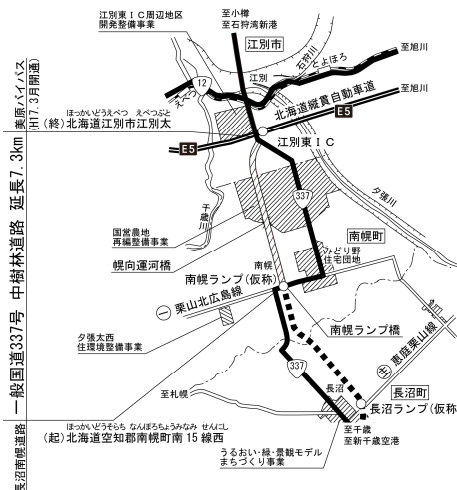 江別東ＩＣ周辺地区
開発整備事業
至小樽
至石狩湾新港
江別市
石狩川
とよほろ
至旭川
12
えべつ
江別
北海道縦貫自動車道
至旭川
E5
美原バイパス
(H17.3月開通)
ほっかいどうえべつ えべつぶと
(終)北海道江別市江別太
E5
江別東ＩＣ
一般国道337号 中樹林道路 延長7.3km
千歳川
夕張川
337
国営農地
再編整備事業
幌向運河橋
南幌町
みどり野
住宅団地
南幌
南幌ランプ(仮称)
栗山北広島線
南幌ランプ橋
夕張太西
住環境整備事業
恵庭栗山線
337
至札幌
長沼
長沼町
長沼ランプ(仮称
ほっかいどうそらち なんぽろちょうみなみ せんにし
(起)北海道空知郡南幌町南15線西
至千歳
至新千歳空港
うるおい・緑・景観モデル
まちづくり事業
長沼南幌道路